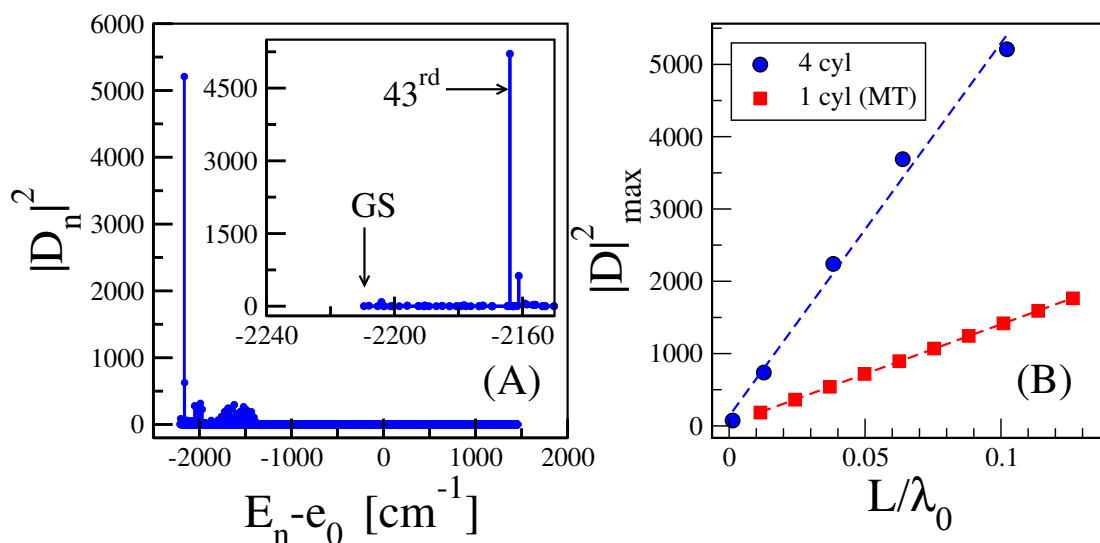 6000
5000
4000
3000
2000
1000
0
|D_n|^2
-2000 -1000 0 1000 2000
E_n-e_0 [cm^-1]
4500
3000
1500
0
-2240 -2200 -2160
43^rd
GS
(A)
5000
4000
3000
2000
1000
0
|D|^2_max
0 0.05 0.1
L/λ_0
4 cyl
1 cyl (MT)
(B)